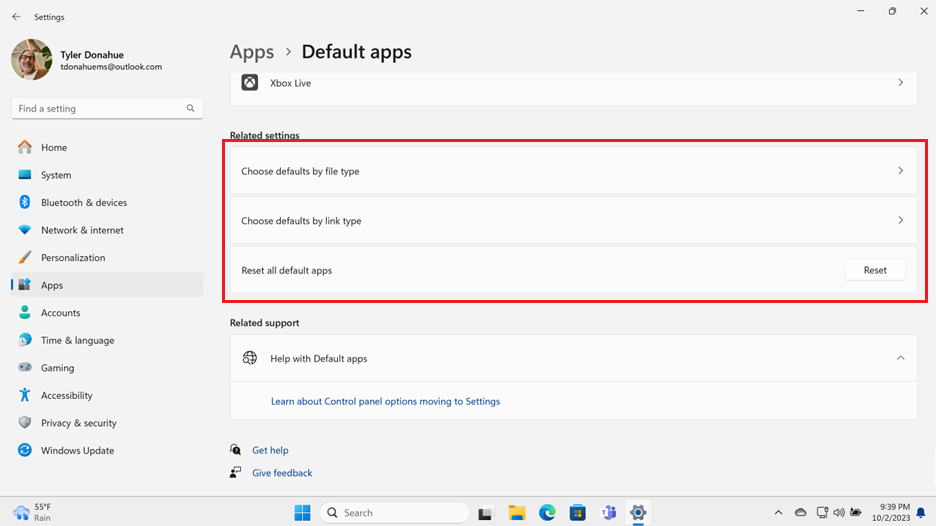 Settings
Tyler Donahue
tdonahuems@outlook.com
Find a setting
Home
System
Bluetooth & devices
Network & internet
Personalization
Apps
Accounts
Time & language
Gaming
Accessibility
Privacy & security
Windows Update
Apps > Default apps
Xbox Live
Related settings
Choose defaults by file type
Choose defaults by link type
Reset all default apps
Reset
Related support
Help with Default apps
Learn about Control panel options moving to Settings
Get help
Give feedback
55°F
Rain
Search
9:39 PM
10/2/2023